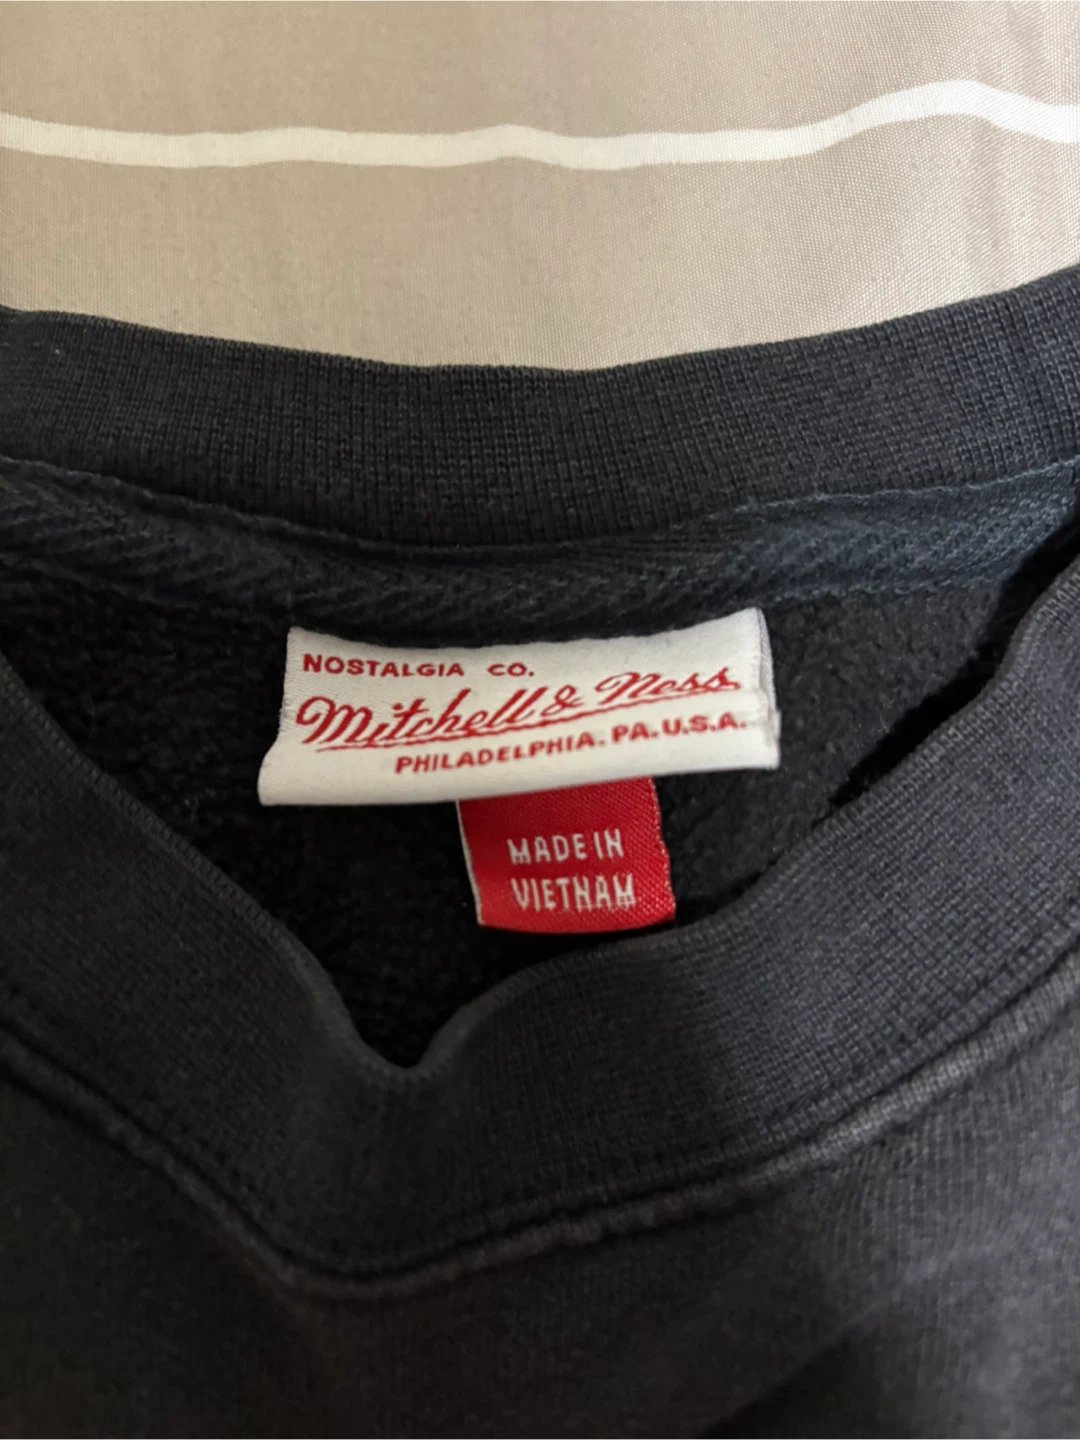 NOSTALGIA CO.
Mitchell & Ness
PHILADELPHIA. PA. U.S.A.
MADE IN
VIETNAM